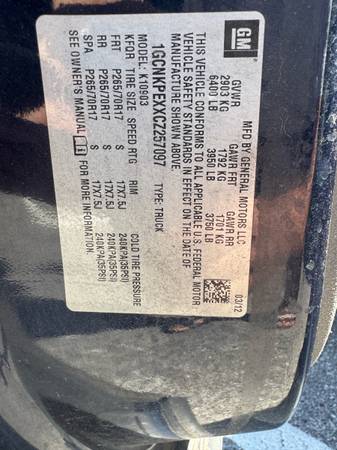 GM
MFD BY GENERAL MOTORS LLC
03/12
GVWR GAWR FRT GAWR RR
2903 KG 1792 KG 1701 KG
6400 LB 3950 LB 3750 LB
THIS VEHICLE CONFORMS TO ALL APPLICABLE U.S. FEDERAL MOTOR
VEHICLE SAFETY STANDARDS IN EFFECT ON THE DATE OF
MANUFACTURE SHOWN ABOVE.
1GCNKPEXXCZ257097 TYPE: TRUCK
MODEL: K10903
KFQR TIRE SIZE SPEED RTG RIM COLD TIRE PRESSURE
FRT P265/70R17 S 17X7.5J 240KPA(35PSI)
RR P265/70R17 S 17X7.5J 240KPA(35PSI)
SPA P265/70R17 S 17X7.5J 240KPA(35PSI)
SEE OWNER'S MANUAL FOR MORE INFORMATION.